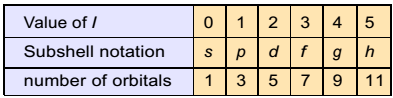 Value of l 0 1 2 3 4 5
Subshell notation s p d f g h
number of orbitals 1 3 5 7 9 11